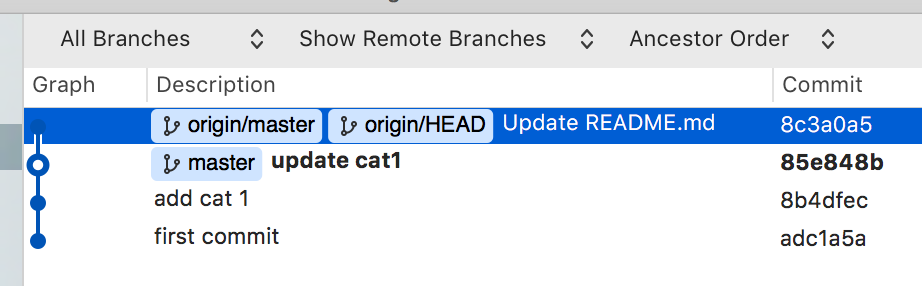 All Branches Show Remote Branches Ancestor Order
Graph Description Commit
origin/master origin/HEAD Update README.md 8c3a0a5
master update cat1 85e848b
add cat 1 8b4dfec
first commit adc1a5a